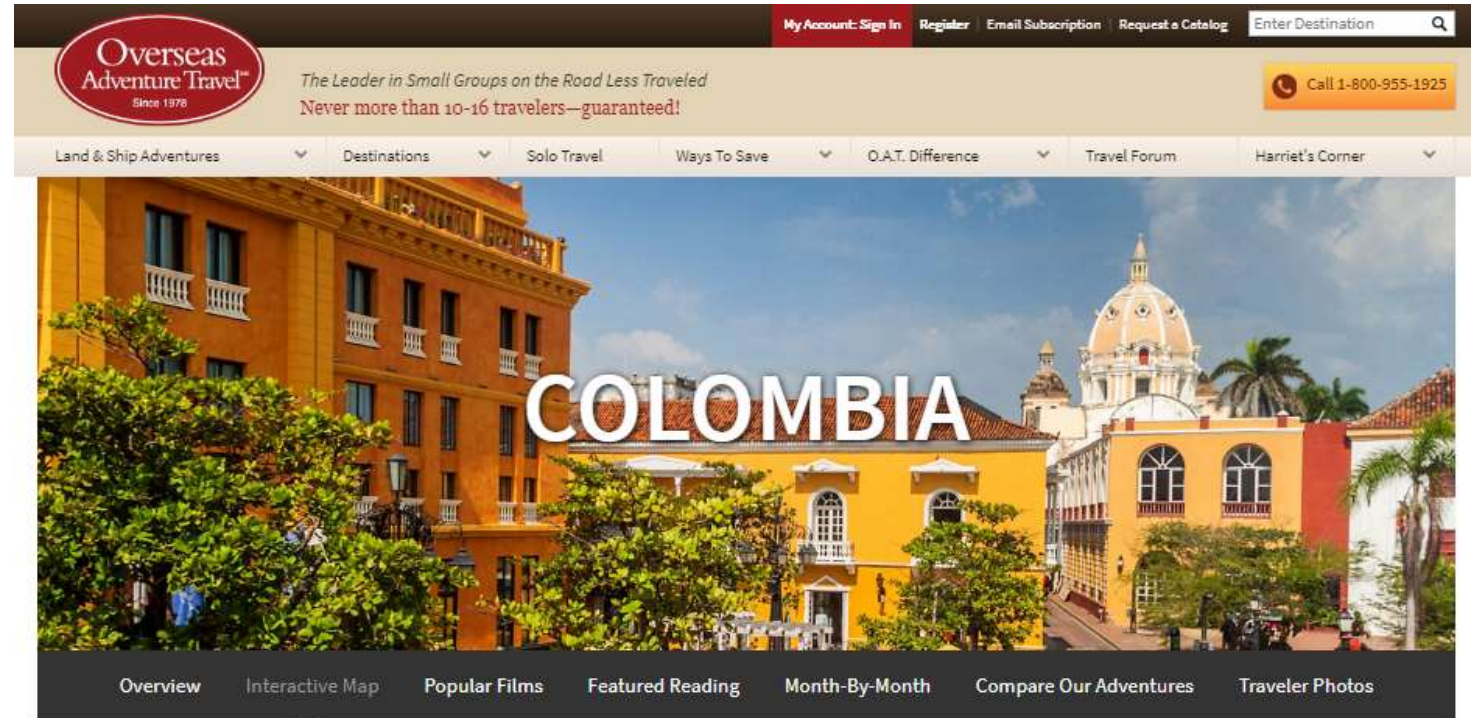 My Account: Sign In Register Email Subscription Request a Catalog Enter Destination
Overseas
Adventure Travel℠
Since 1978
The Leader in Small Groups on the Road Less Traveled
Never more than 10-16 travelers—guaranteed!
Call 1-800-955-1925
Land & Ship Adventures Destinations Solo Travel Ways To Save O.A.T. Difference Travel Forum Harriet's Corner
COLOMBIA
Overview Interactive Map Popular Films Featured Reading Month-By-Month Compare Our Adventures Traveler Photos